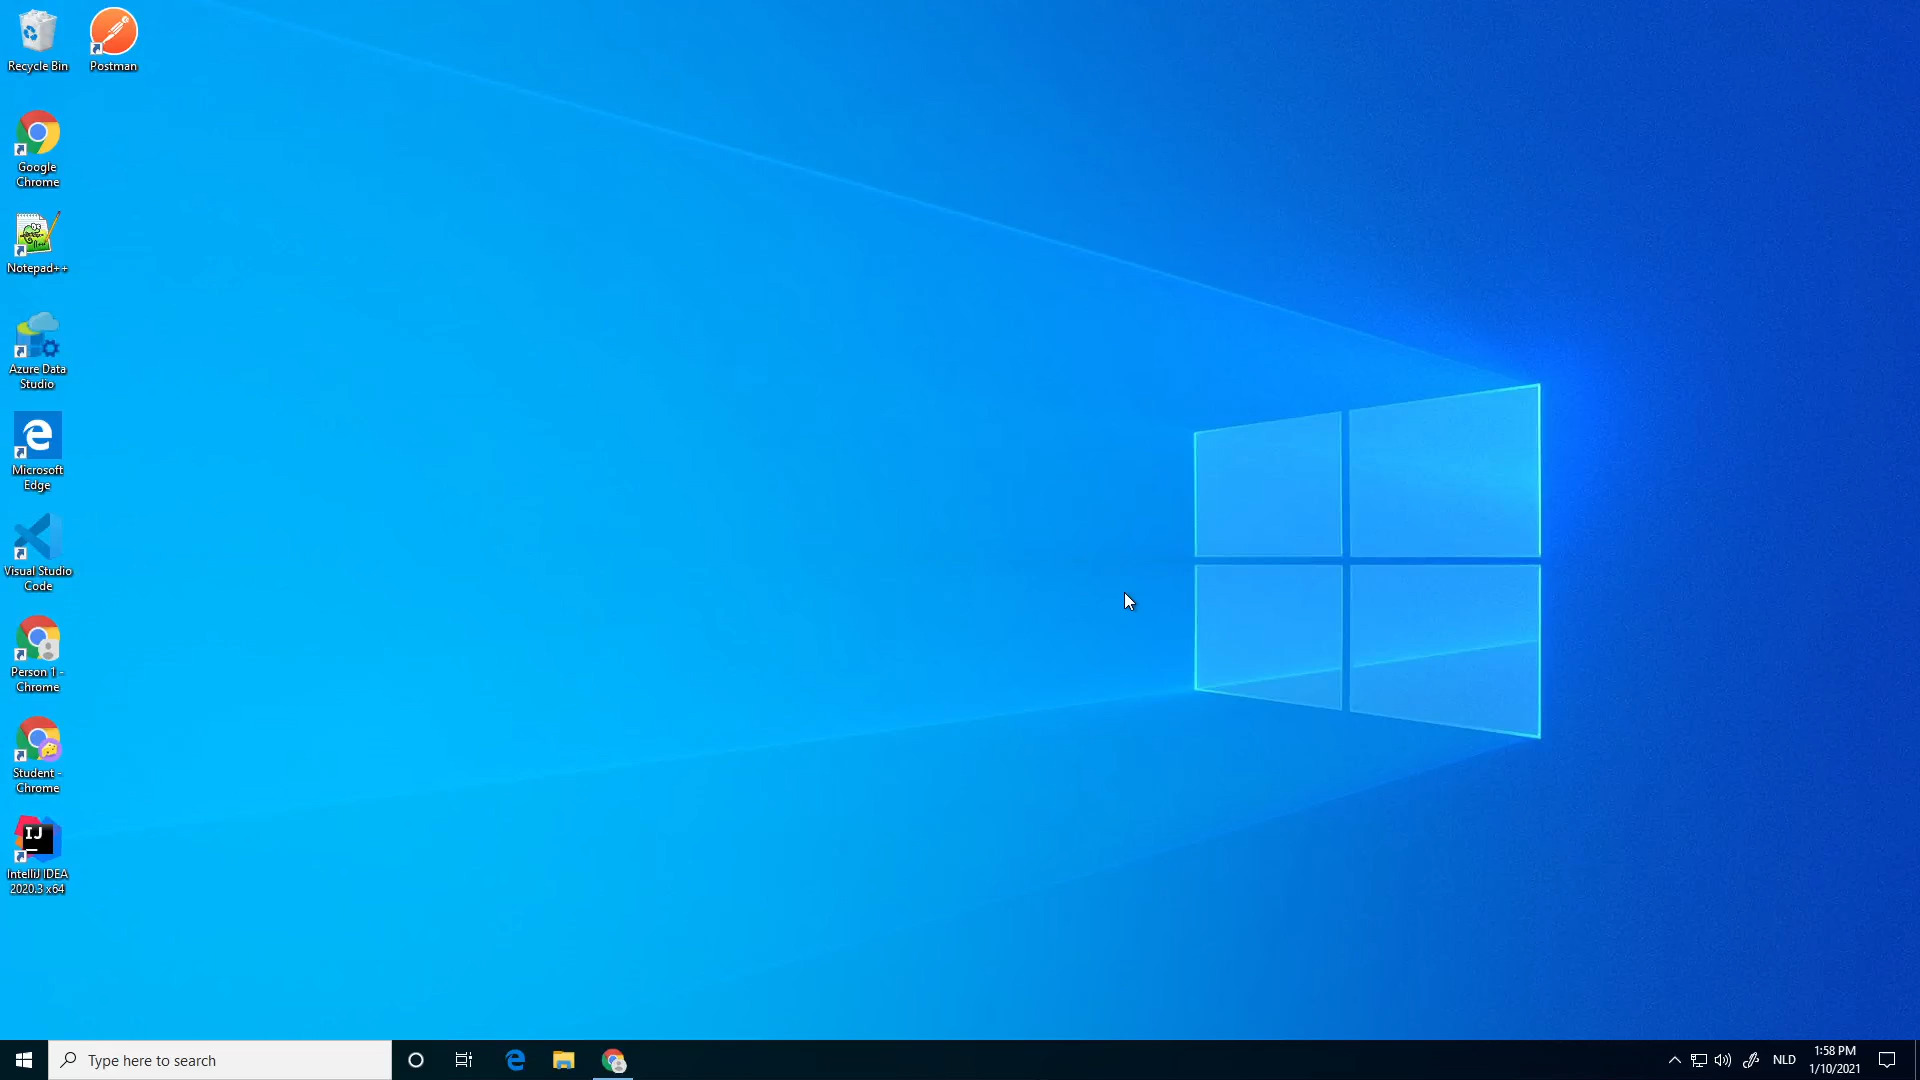 Recycle Bin
Postman
Google
Chrome
Notepad++
Azure Data
Studio
Microsoft
Edge
Visual Studio
Code
Person 1 -
Chrome
Student -
Chrome
IJ
IntelliJ IDEA
2020.3 x64
Type here to search
NLD
1:58 PM
1/10/2021